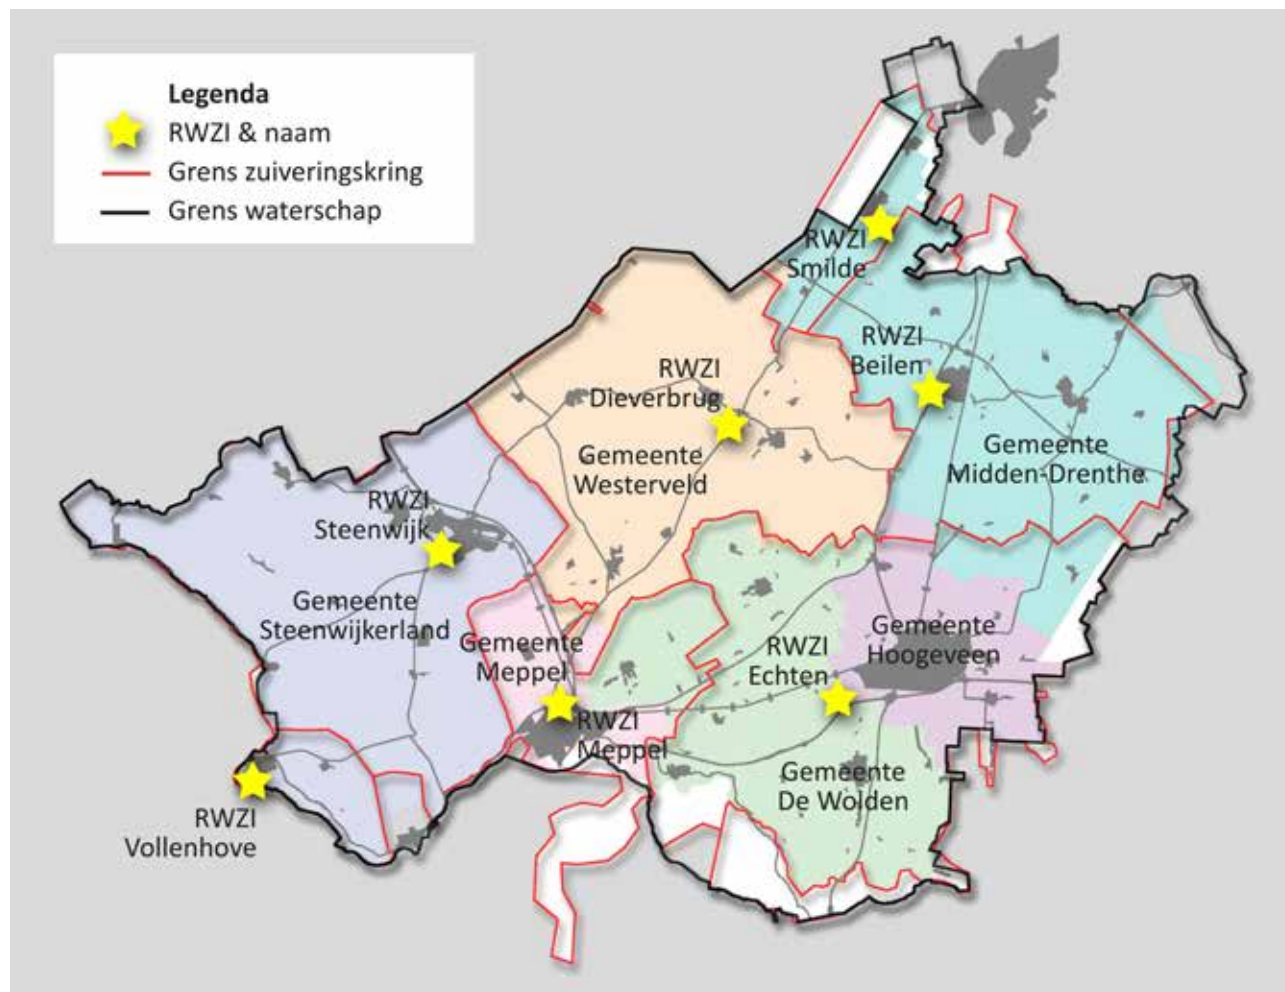 Legenda
RWZI & naam
Grens zuiveringskring
Grens waterschap
RWZI
Smilde
RWZI
Beilen
RWZI
Dieverbrug
Gemeente
Westerveld
Gemeente
Midden-Drenthe
RWZI
Steenwijk
Gemeente
Steenwijkerland
Gemeente
Meppel
RWZI
Echten
Gemeente
Hoogeveen
RWZI
Meppel
Gemeente
De Wolden
RWZI
Vollenhove